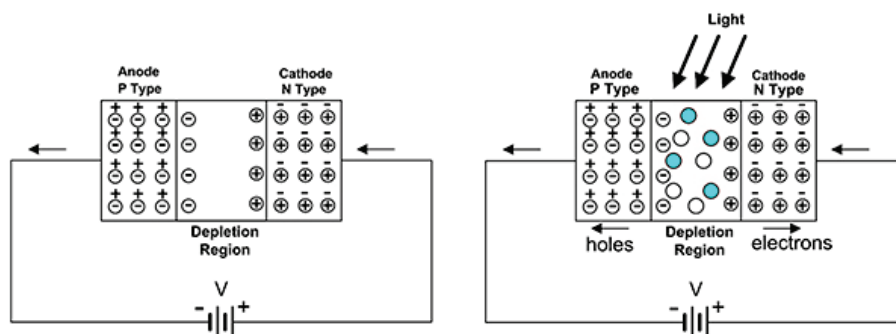 Anode
P Type
Cathode
N Type
Depletion
Region
V
- +
Light
Anode
P Type
Cathode
N Type
holes
Depletion
Region
electrons
V
- +